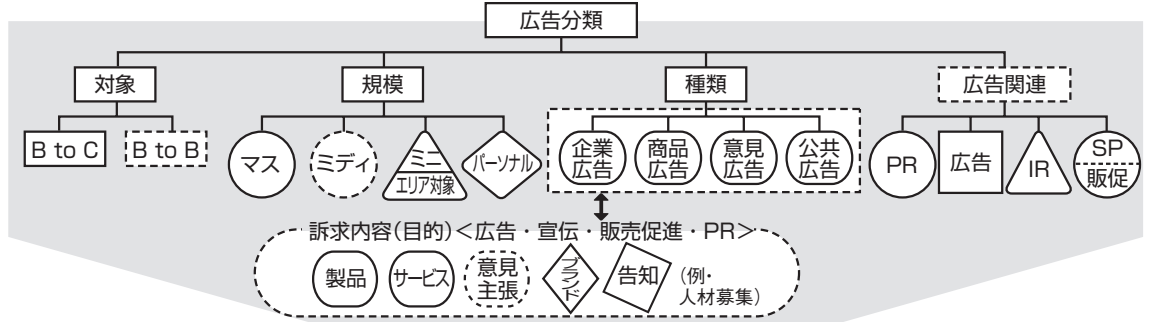 広告分類
対象
規模
種類
広告関連
B to C
B to B
マス
ミディ
ミニ
エリア対象
パーソナル
企業
広告
商品
広告
意見
広告
公共
広告
PR
広告
IR
SP
販促
訴求内容(目的)<広告・宣伝・販売促進・PR>
製品
サービス
意見
主張
ブランド
告知
(例・
人材募集)